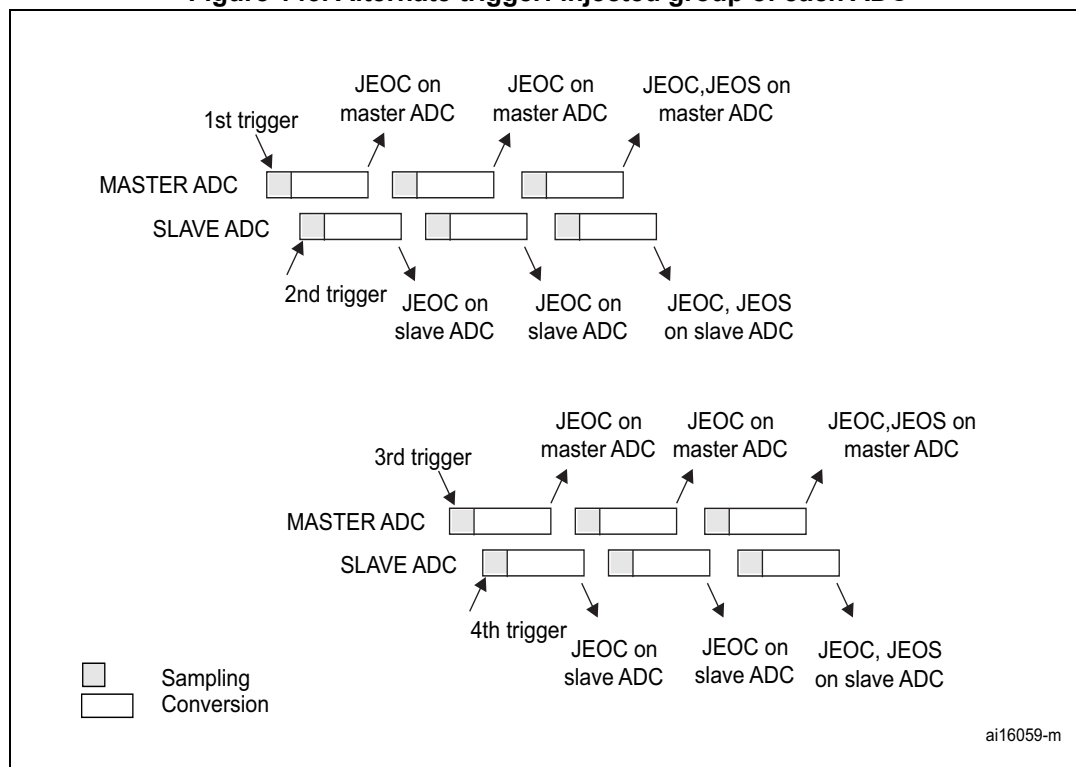 JEOC on
master ADC
JEOC on
master ADC
JEOC,JEOS on
master ADC
1st trigger
MASTER ADC
SLAVE ADC
2nd trigger
JEOC on
slave ADC
JEOC on
slave ADC
JEOC, JEOS
on slave ADC
JEOC on
master ADC
JEOC on
master ADC
JEOC,JEOS on
master ADC
3rd trigger
MASTER ADC
SLAVE ADC
4th trigger
JEOC on
slave ADC
JEOC on
slave ADC
JEOC, JEOS
on slave ADC
Sampling
Conversion
ai16059-m